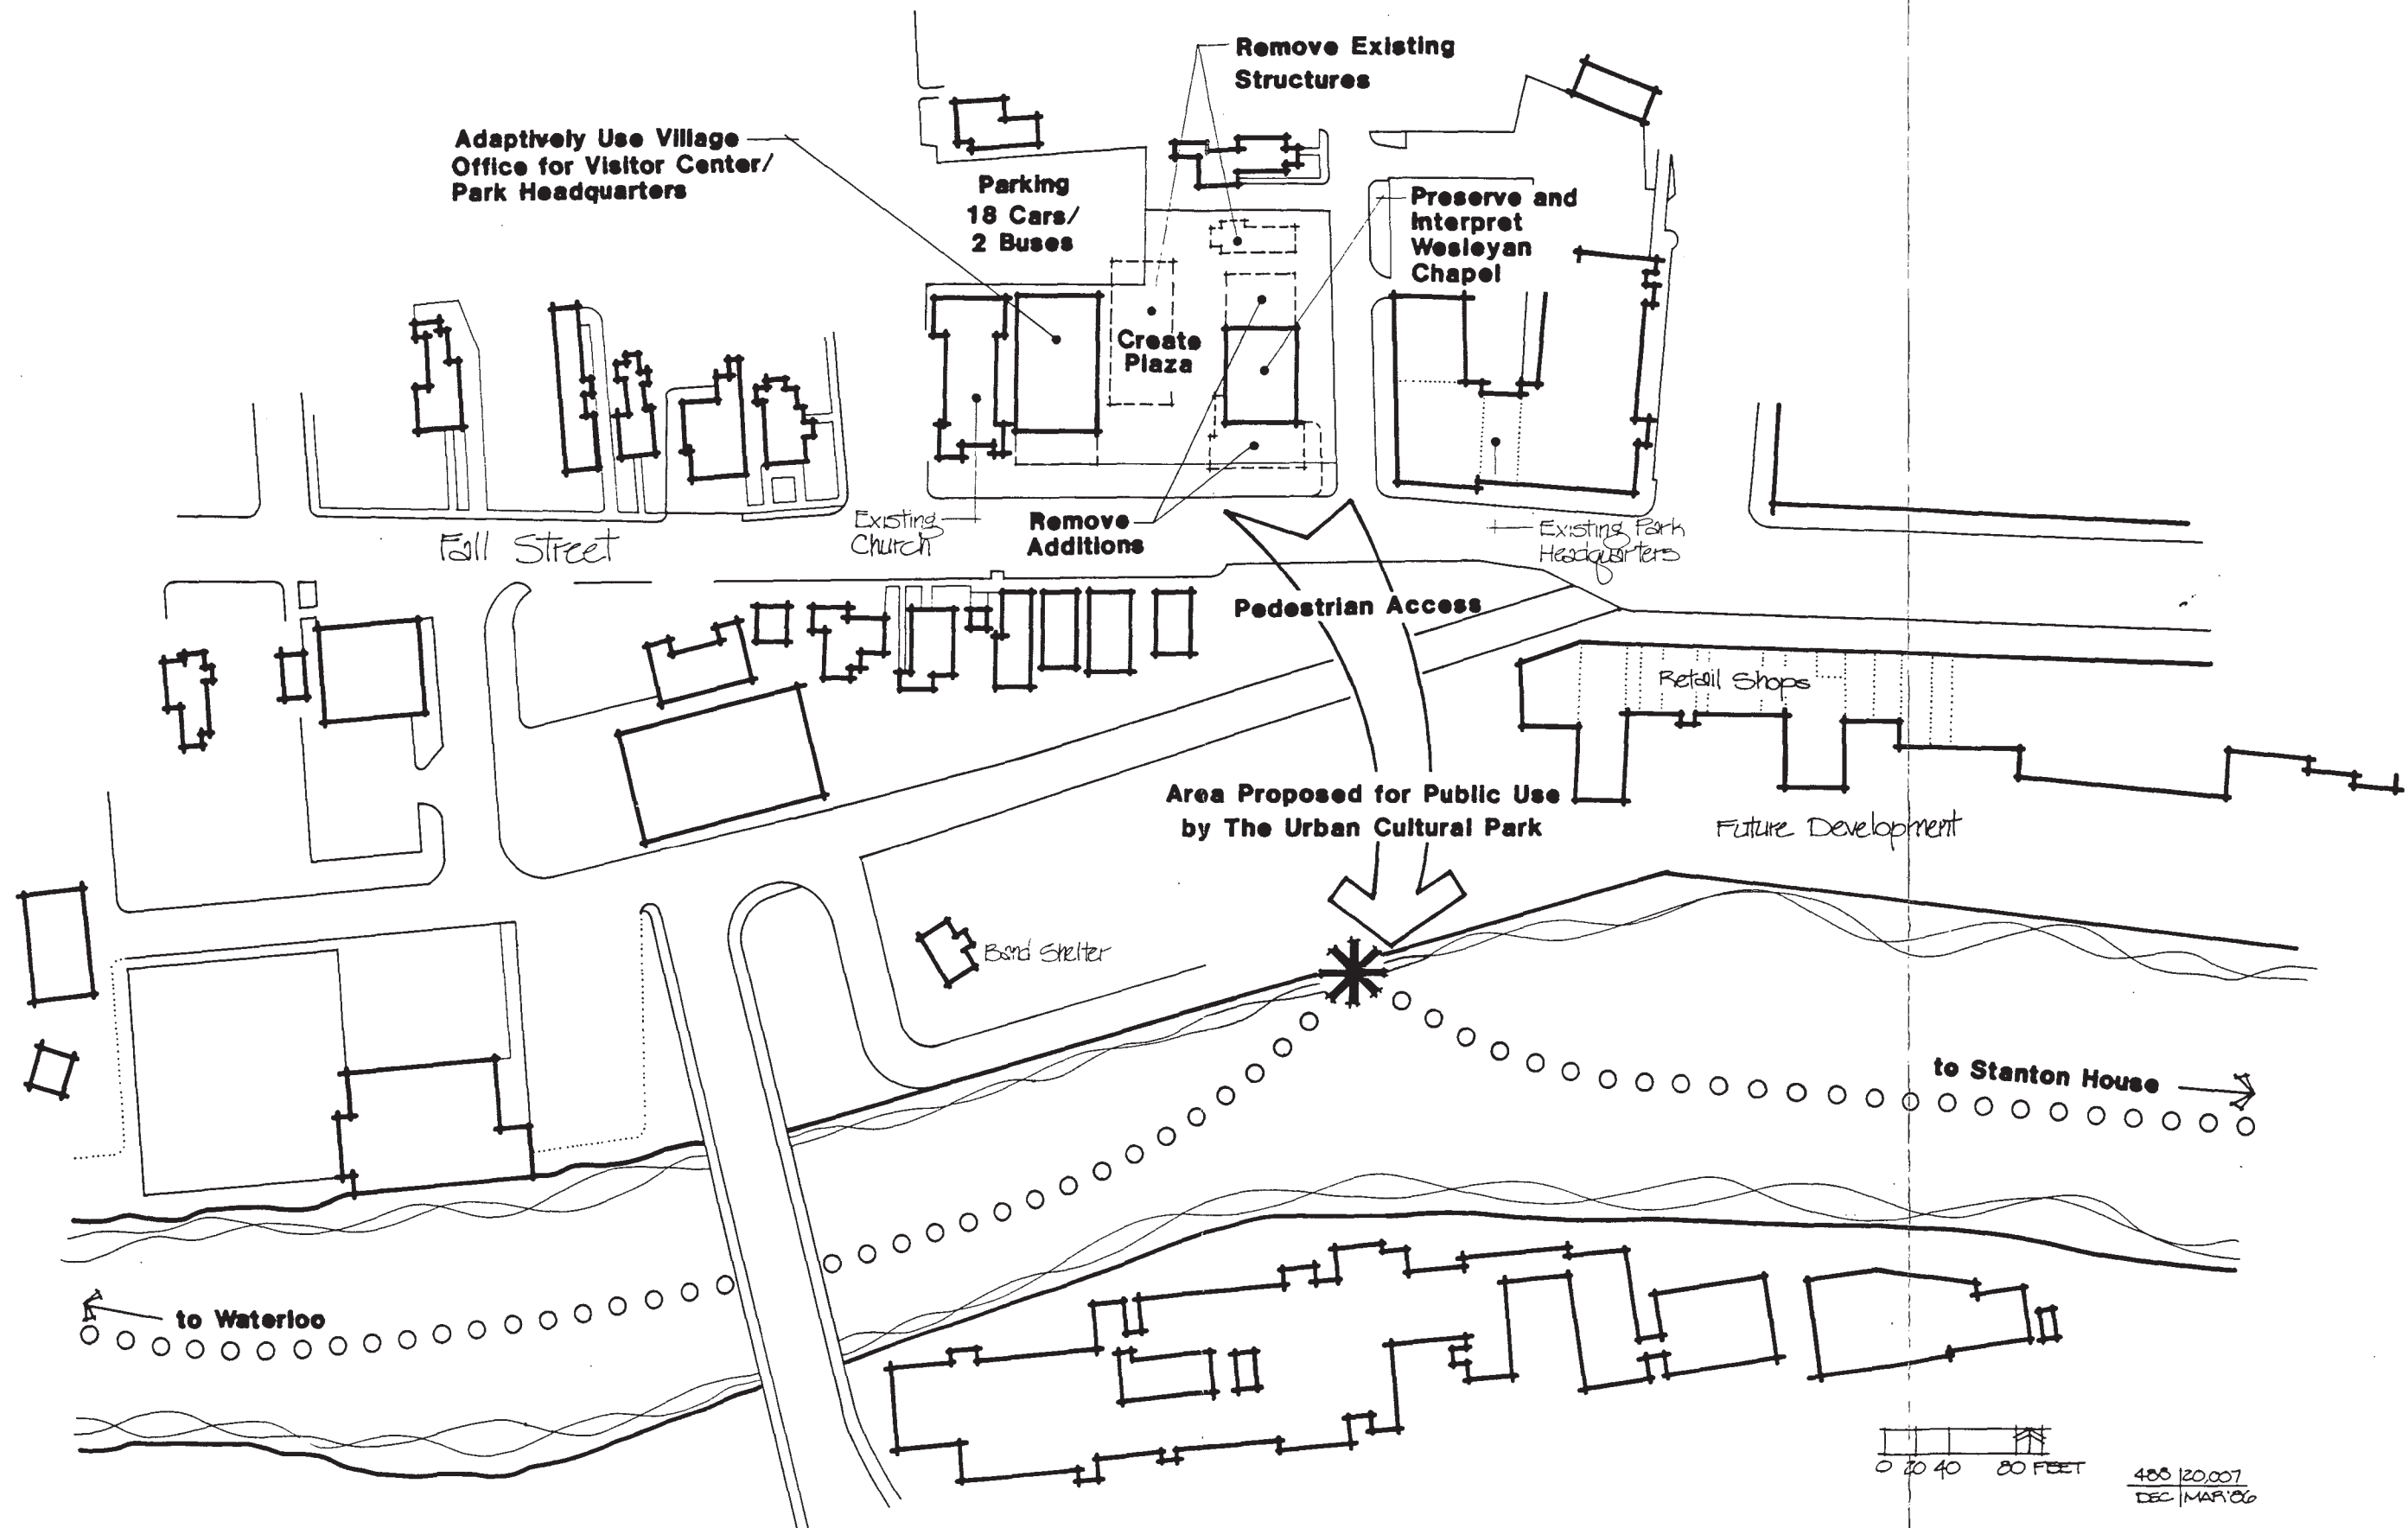 Remove Existing
Structures
Adaptively Use Village
Office for Visitor Center/
Park Headquarters
Parking
18 Cars/
2 Buses
Preserve and
Interpret
Wesleyan
Chapel
Create
Plaza
Existing
Church
Remove
Additions
Existing Park
Headquarters
Fall Street
Pedestrian Access
Retail Shops
Area Proposed for Public Use
by The Urban Cultural Park
Future Development
Band Shelter
to Stanton House
to Waterloo
0 20 40 80 FEET
488 20,007
DEC MAR'86